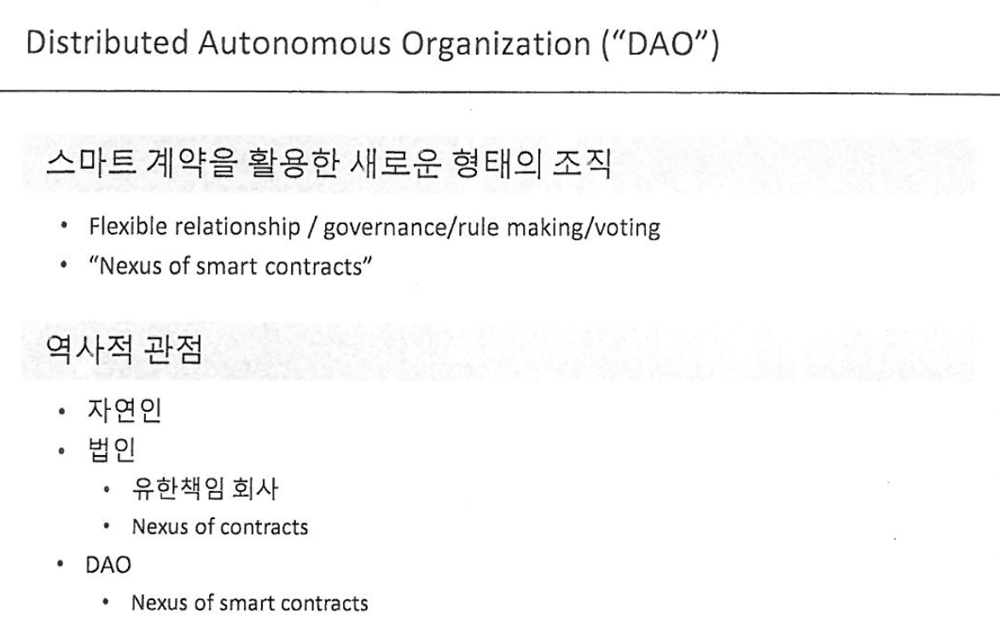 Distributed Autonomous Organization (“DAO”)
스마트 계약을 활용한 새로운 형태의 조직
• Flexible relationship / governance/rule making/voting
• “Nexus of smart contracts”
역사적 관점
• 자연인
• 법인
• 유한책임 회사
• Nexus of contracts
• DAO
• Nexus of smart contracts